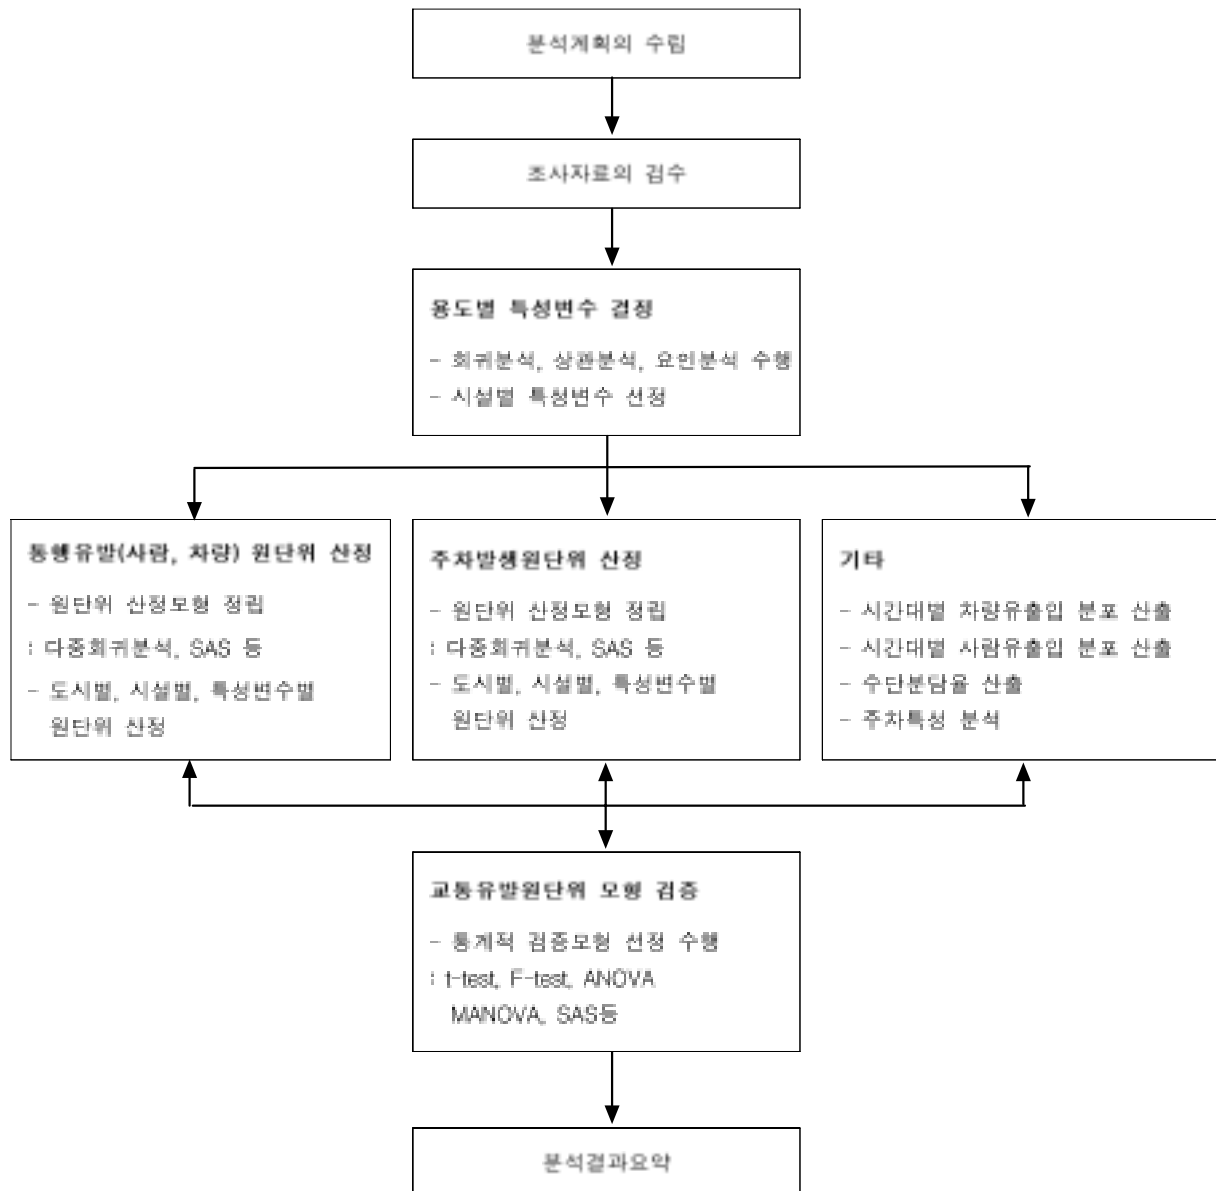 분석계획의 수립
조사자료의 검수
용도별 특성변수 결정
- 회귀분석, 상관분석, 요인분석 수행
- 시설별 특성변수 선정
통행유발(사람, 차량) 원단위 산정
- 원단위 산정모형 정립
: 다중회귀분석, SAS 등
- 도시별, 시설별, 특성변수별
원단위 산정
주차발생원단위 산정
- 원단위 산정모형 정립
: 다중회귀분석, SAS 등
- 도시별, 시설별, 특성변수별
원단위 산정
기타
- 시간대별 차량유출입 분포 산출
- 시간대별 사람유출입 분포 산출
- 수단분담율 산출
- 주차특성 분석
교통유발원단위 모형 검증
- 통계적 검증모형 선정 수행
: t-test, F-test, ANOVA
MANOVA, SAS등
분석결과요약